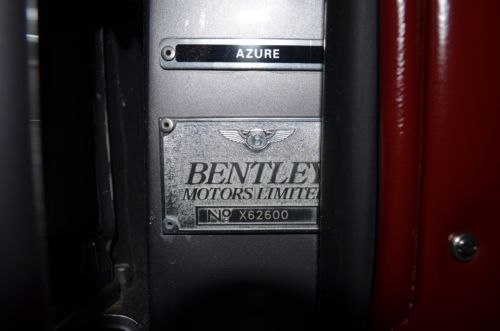 AZURE
B
BENTLEY
MOTORS LIMITE
No X62600